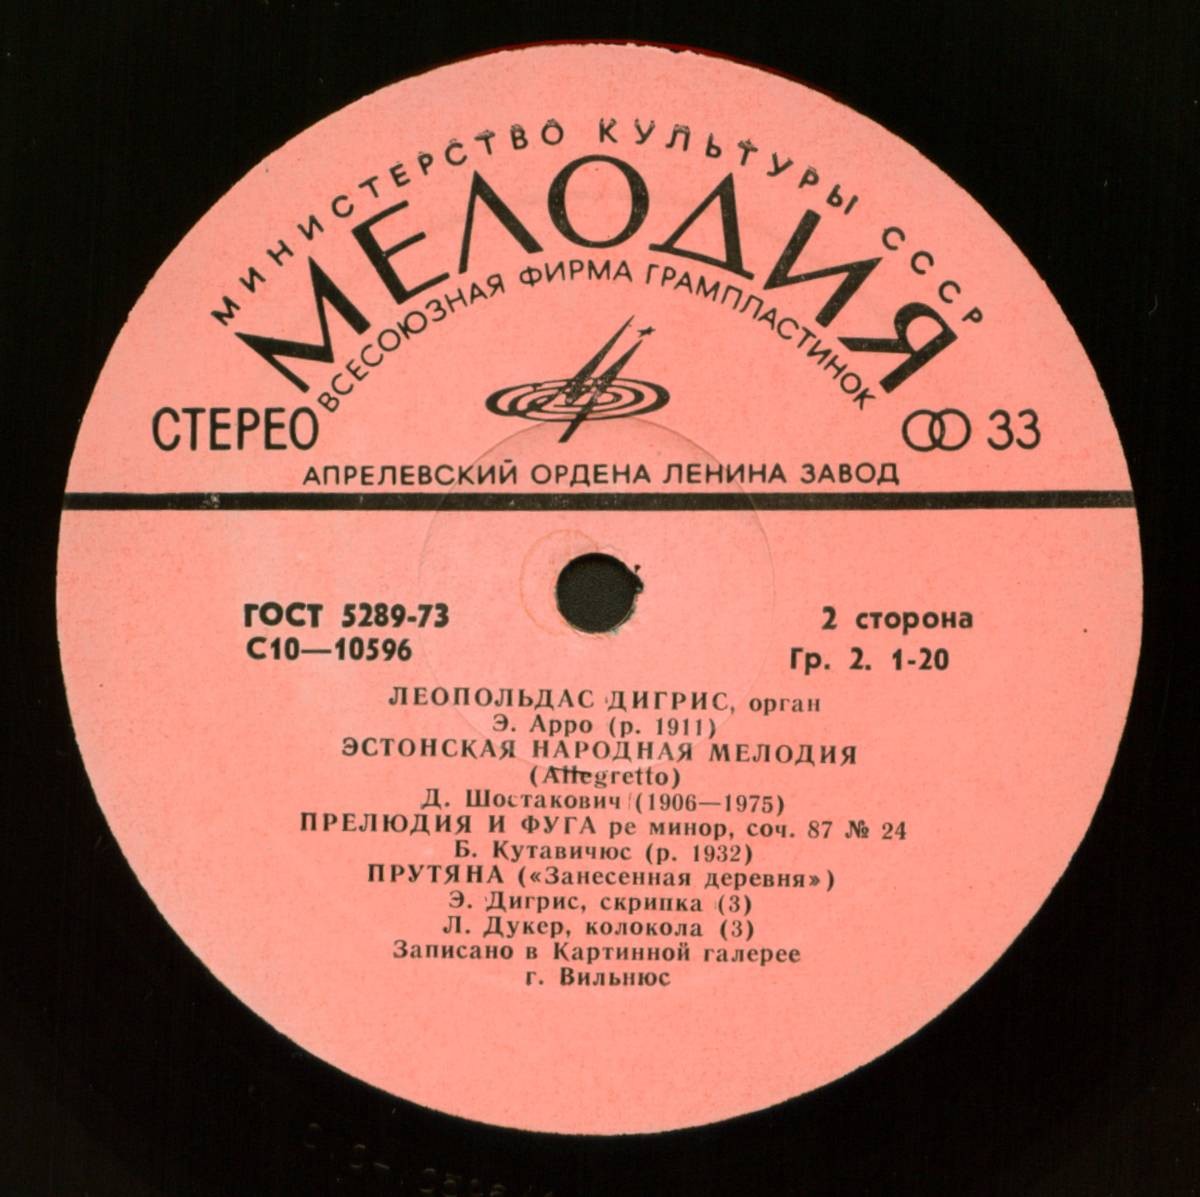 МИНИСТЕРСТВО КУЛЬТУРЫ СССР
МЕЛОДИЯ
ВСЕСОЮЗНАЯ ФИРМА ГРАМПЛАСТИНОК
СТЕРЕО
33
АПРЕЛЕВСКИЙ ОРДЕНА ЛЕНИНА ЗАВОД
ГОСТ 5289-73
С10—10596
2 сторона
Гр. 2. 1-20
ЛЕОПОЛЬДАС ДИГРИС, орган
Э. Арро (р. 1911)
ЭСТОНСКАЯ НАРОДНАЯ МЕЛОДИЯ
(Allegretto)
Д. Шостакович (1906—1975)
ПРЕЛЮДИЯ И ФУГА ре минор, соч. 87 № 24
Б. Кутавичюс (р. 1932)
ПРУТЯНА («Занесенная деревня»)
Э. Дигрис, скрипка (3)
Л. Дукер, колокола (3)
Записано в Картинной галерее
г. Вильнюс